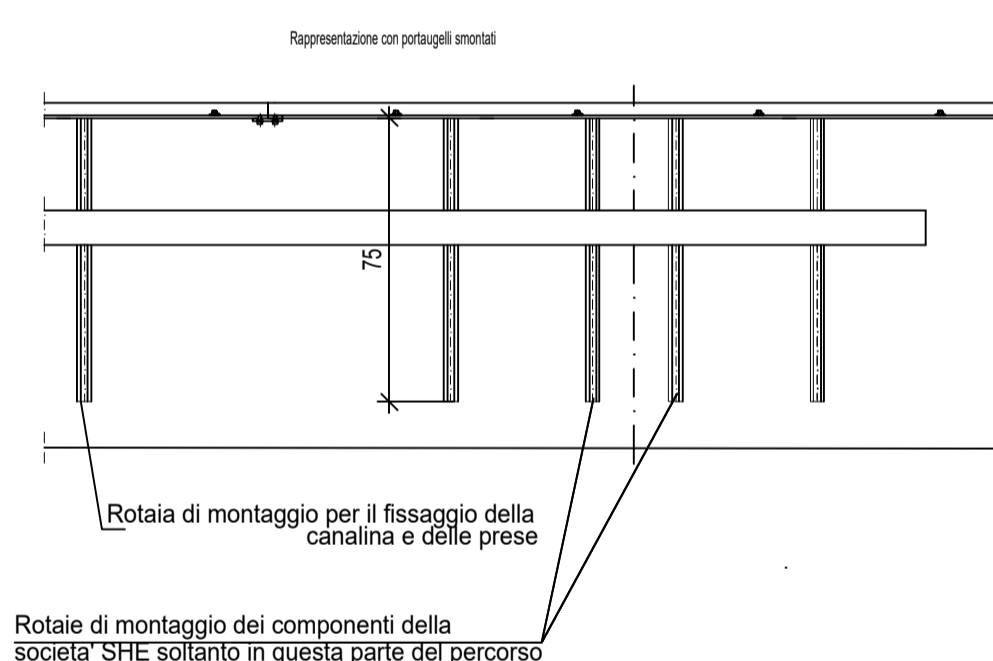 Rappresentazione con portaugelli smontati
75
Rotaia di montaggio per il fissaggio della
canalina e delle prese
Rotaie di montaggio dei componenti della
societa' SHE soltanto in questa parte del percorso